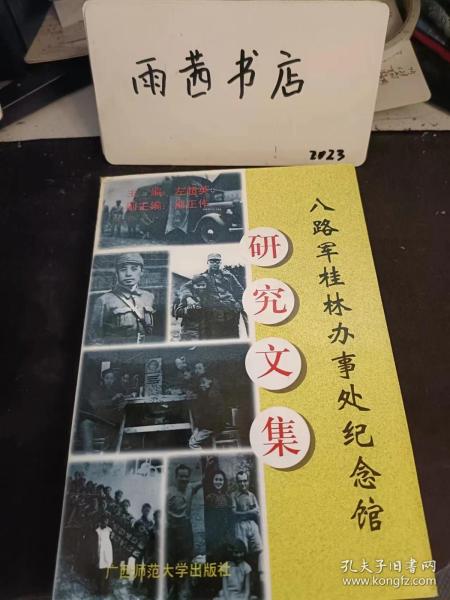 雨茜书店
2023
主 编：左超英
副主编：
八路军桂林办事处纪念馆
研究文集
广西师范大学出版社
孔夫子旧书网
www.kongfz.com